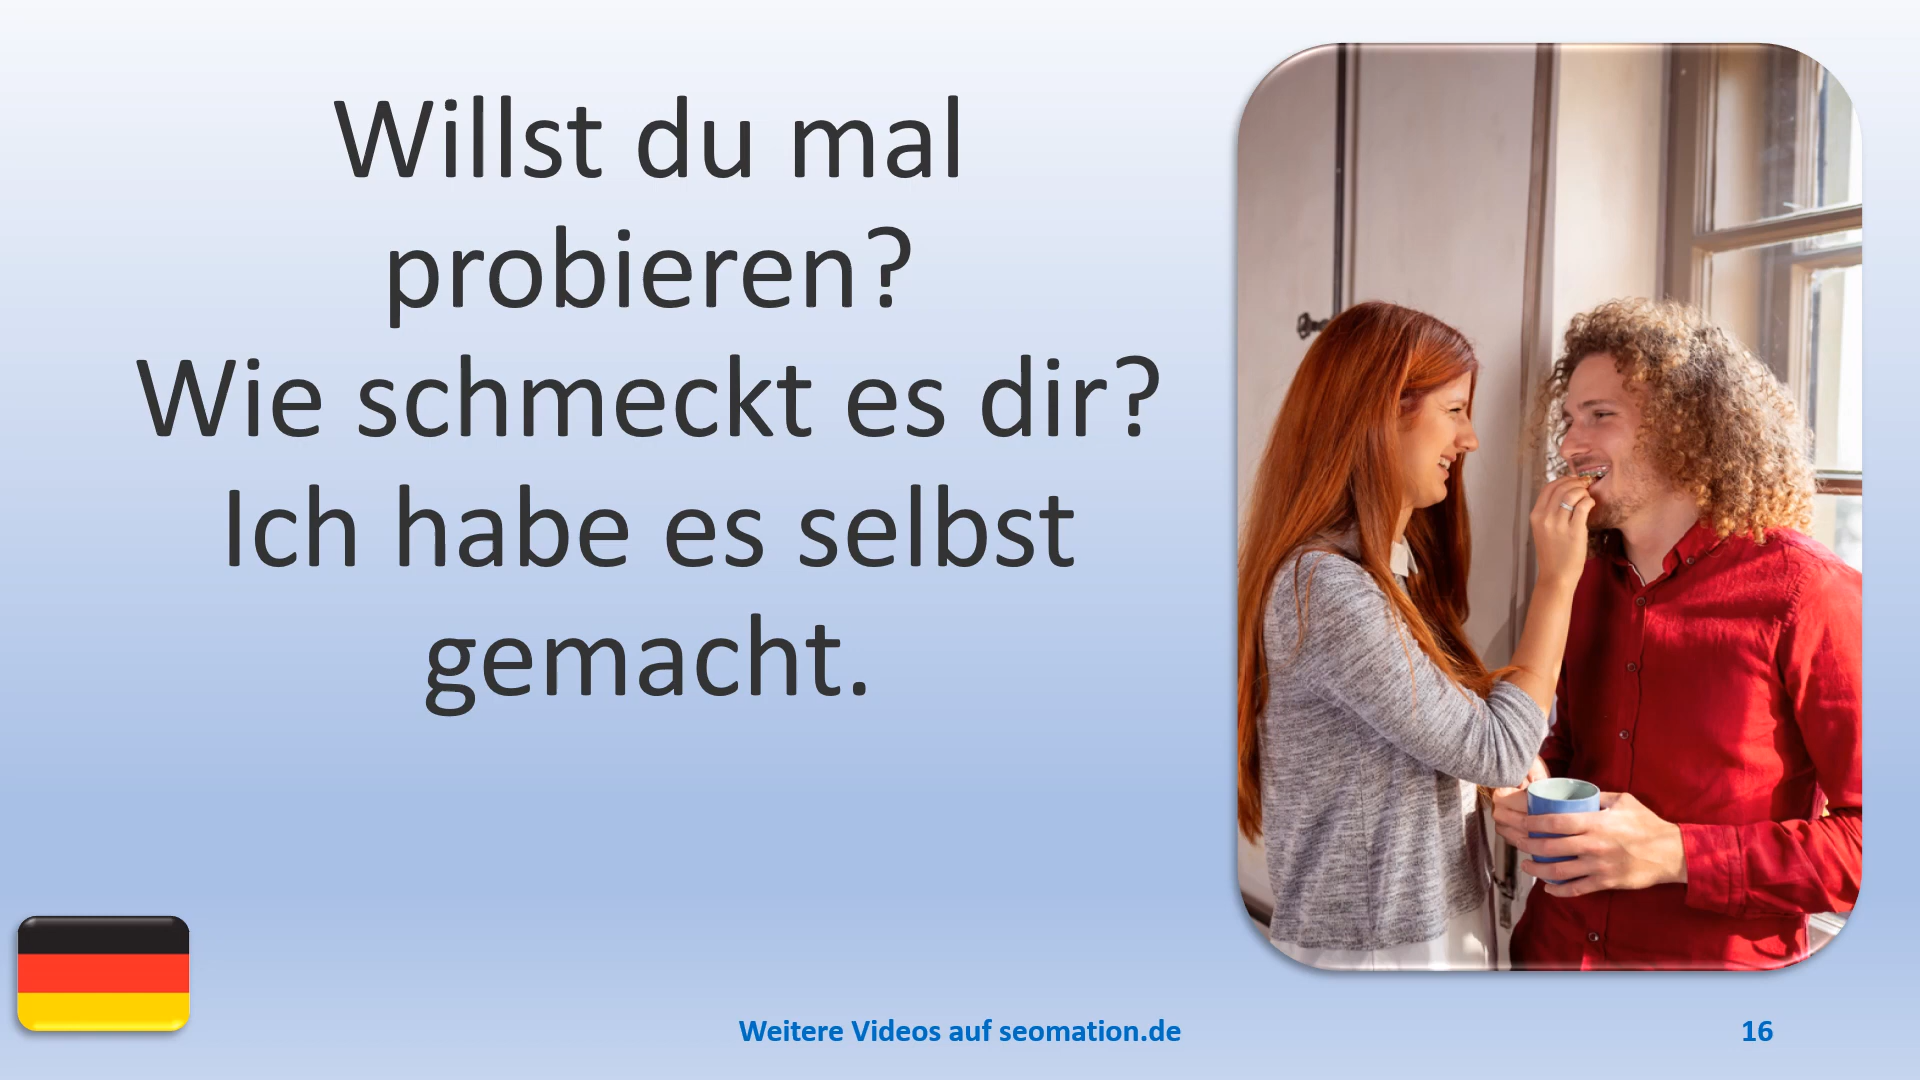 Willst du mal
probieren?
Wie schmeckt es dir?
Ich habe es selbst
gemacht.
Weitere Videos auf seomation.de
16